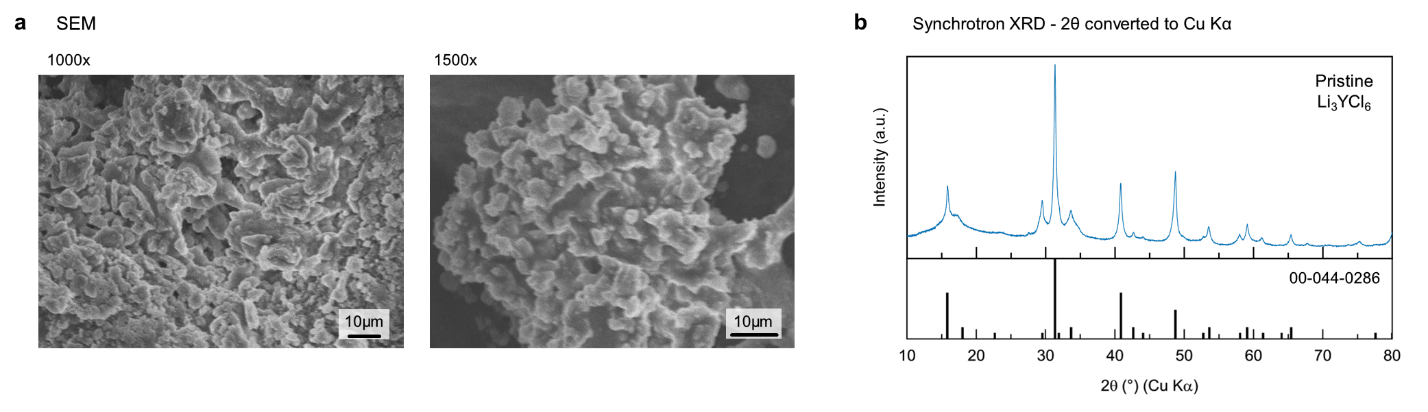 a SEM
1000x
10µm
1500x
10µm
b Synchrotron XRD - 2θ converted to Cu Kα
Intensity (a.u.)
Pristine
Li₃YCl₆
00-044-0286
10 20 30 40 50 60 70 80
2θ (°) (Cu Kα)